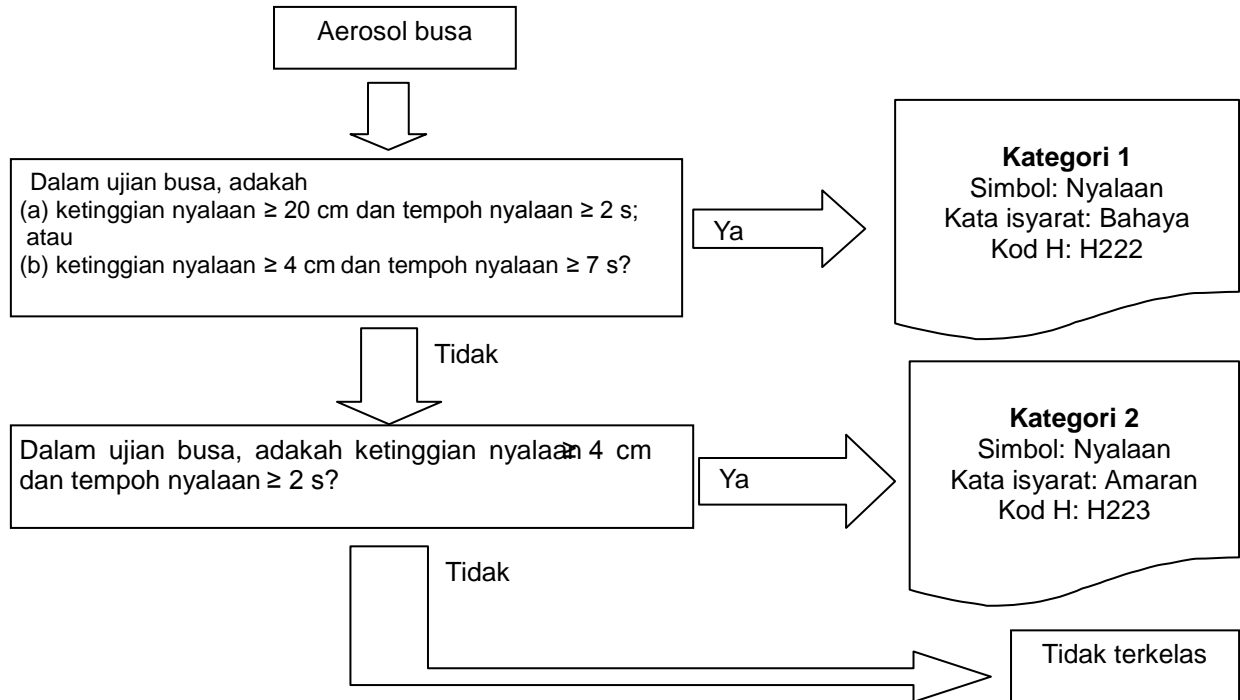 Aerosol busa
Dalam ujian busa, adakah
(a) ketinggian nyalaan ≥ 20 cm dan tempoh nyalaan ≥ 2 s;
atau
(b) ketinggian nyalaan ≥ 4 cm dan tempoh nyalaan ≥ 7 s?
Ya
Kategori 1
Simbol: Nyalaan
Kata isyarat: Bahaya
Kod H: H222
Tidak
Dalam ujian busa, adakah ketinggian nyalaan ≥ 4 cm
dan tempoh nyalaan ≥ 2 s?
Ya
Kategori 2
Simbol: Nyalaan
Kata isyarat: Amaran
Kod H: H223
Tidak
Tidak terkelas